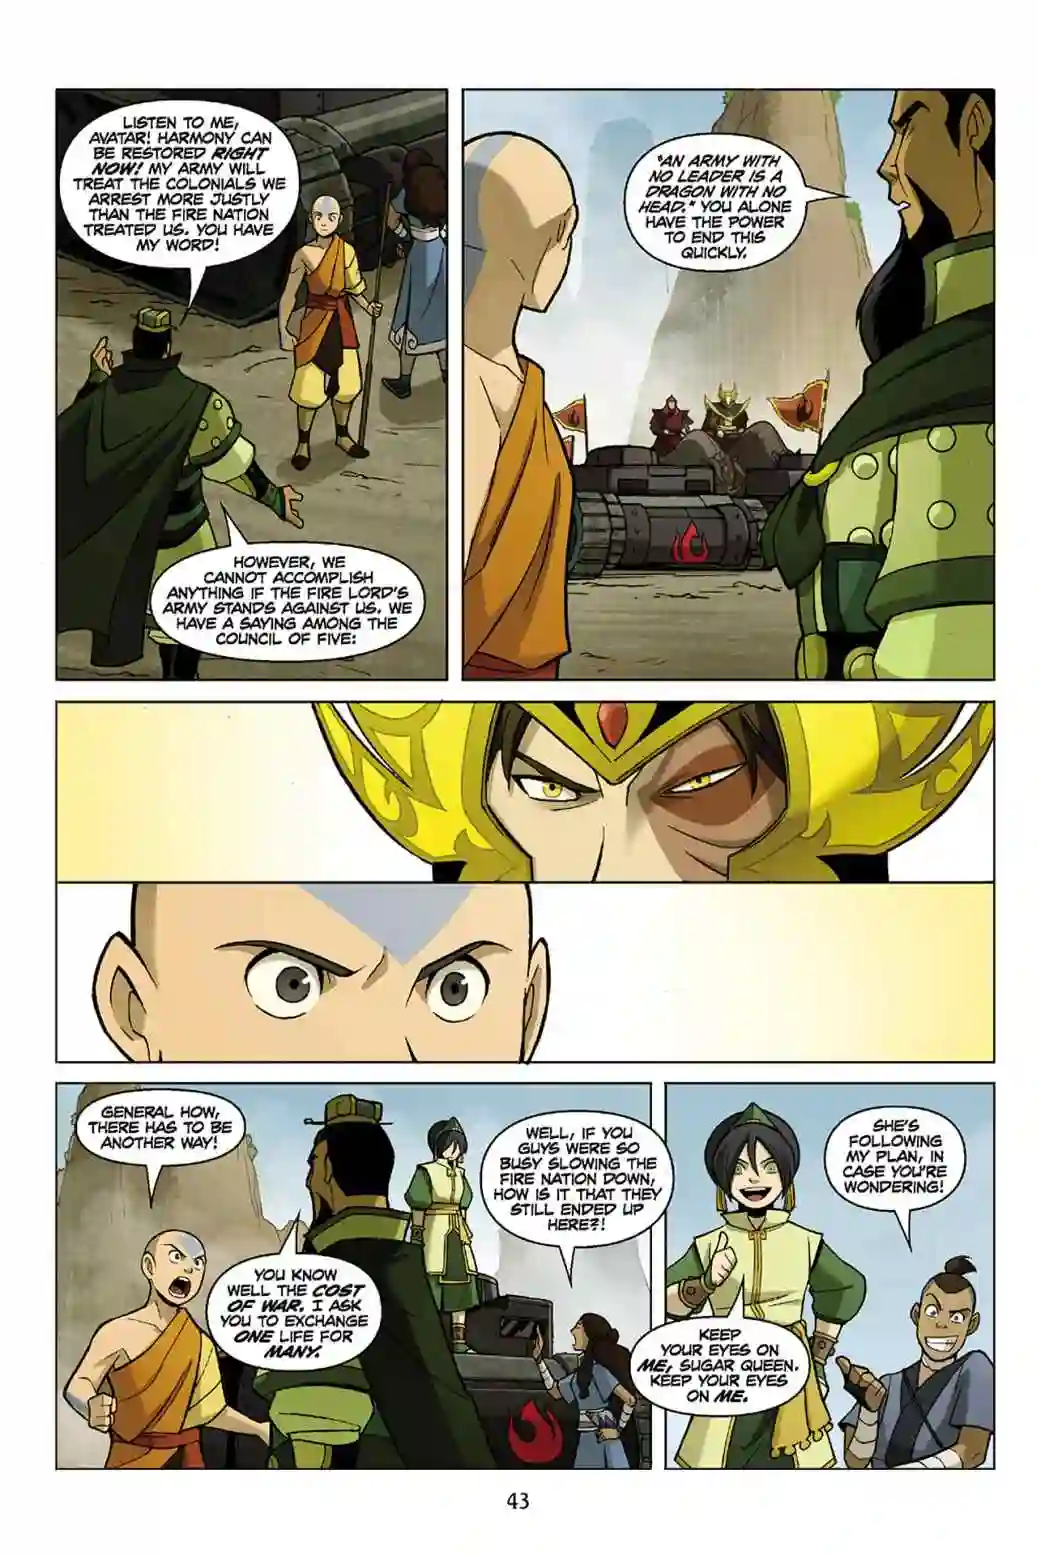 LISTEN TO ME,
AVATAR! HARMONY CAN
BE RESTORED RIGHT
NOW! MY ARMY WILL
TREAT THE COLONIALS WE
ARREST MORE JUSTLY
THAN THE FIRE NATION
TREATED US. YOU HAVE
MY WORD!
HOWEVER, WE
CANNOT ACCOMPLISH
ANYTHING IF THE FIRE LORD'S
ARMY STANDS AGAINST US. WE
HAVE A SAYING AMONG THE
COUNCIL OF FIVE:
"AN ARMY WITH
NO LEADER IS A
DRAGON WITH NO
HEAD." YOU ALONE
HAVE THE POWER
TO END THIS
QUICKLY.
GENERAL HOW,
THERE HAS TO BE
ANOTHER WAY!
YOU KNOW
WELL THE COST
OF WAR. I ASK
YOU TO EXCHANGE
ONE LIFE FOR
MANY.
WELL, IF YOU
GUYS WERE SO
BUSY SLOWING THE
FIRE NATION DOWN,
HOW IS IT THAT THEY
STILL ENDED UP
HERE?!
KEEP
YOUR EYES ON
ME, SUGAR QUEEN.
KEEP YOUR EYES
ON ME.
SHE'S
FOLLOWING
MY PLAN, IN
CASE YOU'RE
WONDERING!
43